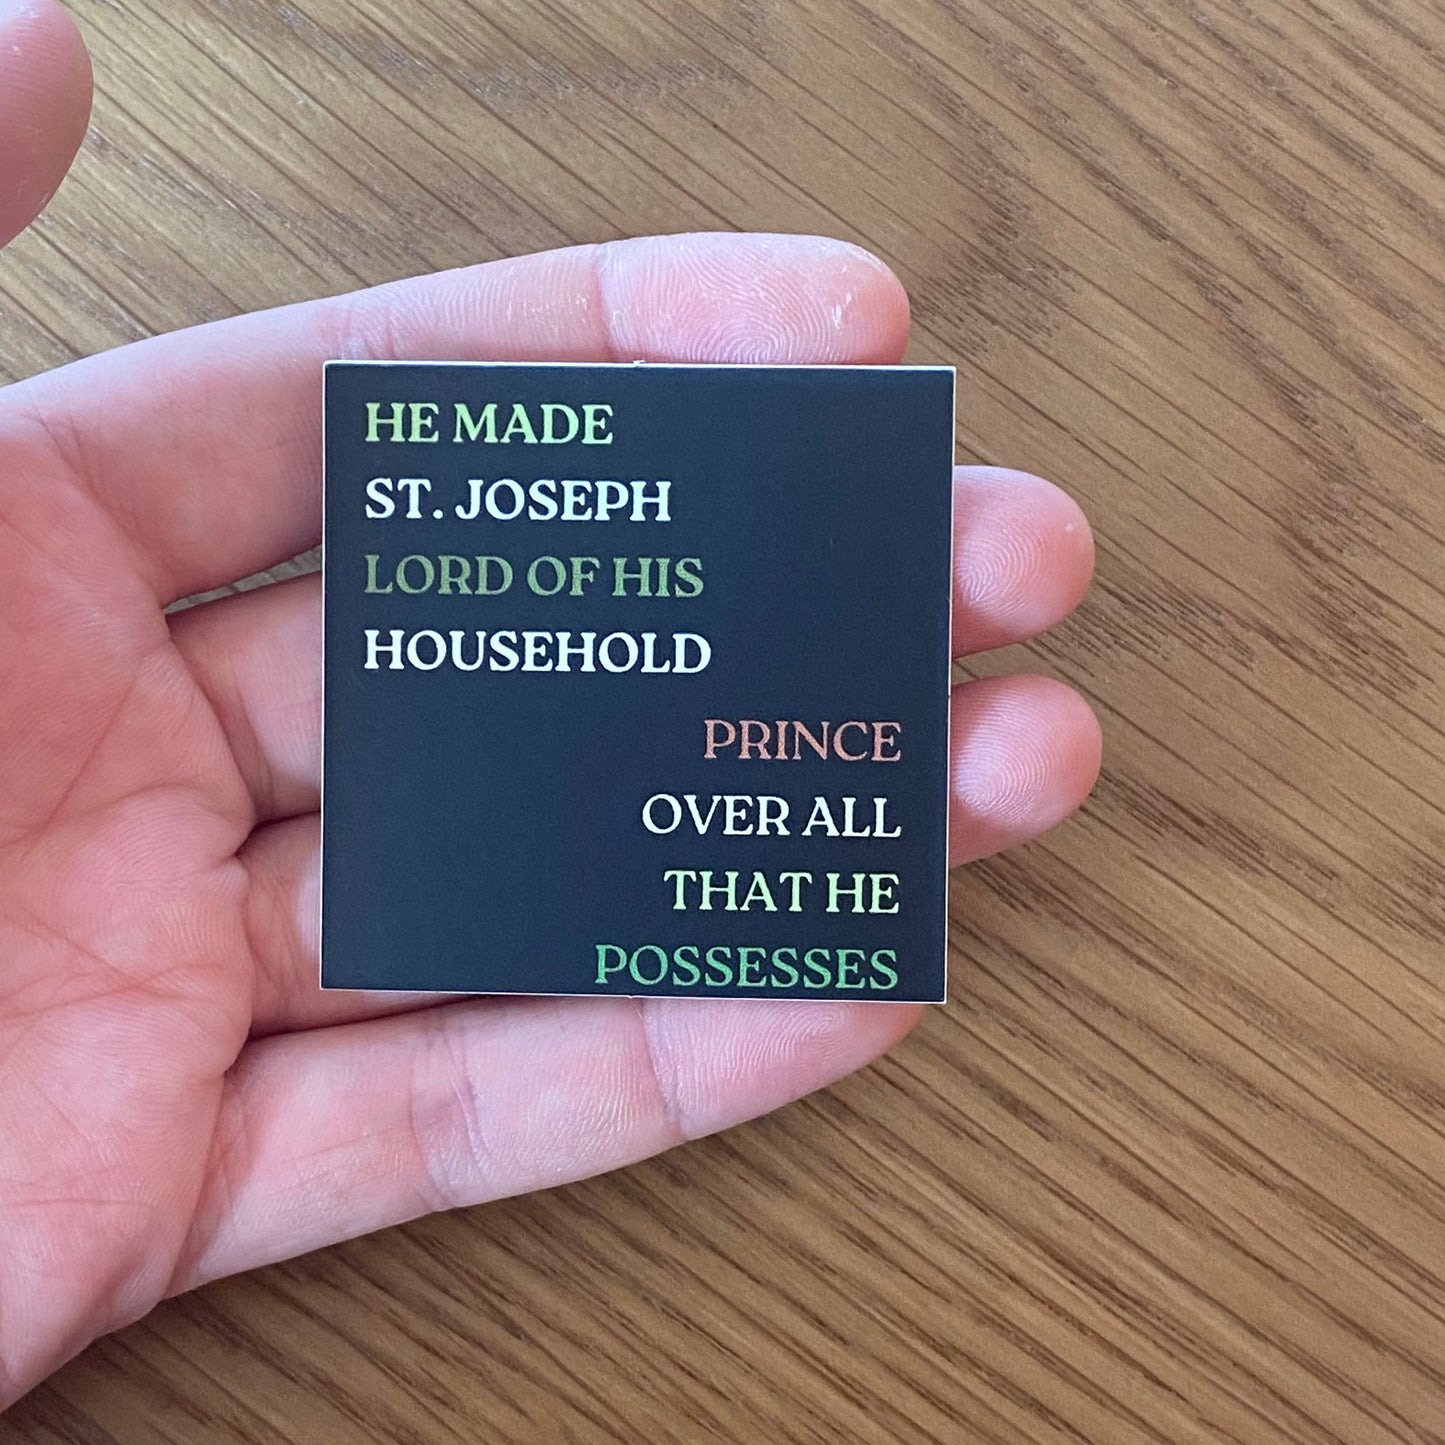 HE MADE
ST. JOSEPH
LORD OF HIS
HOUSEHOLD
PRINCE
OVER ALL
THAT HE
POSSESSES